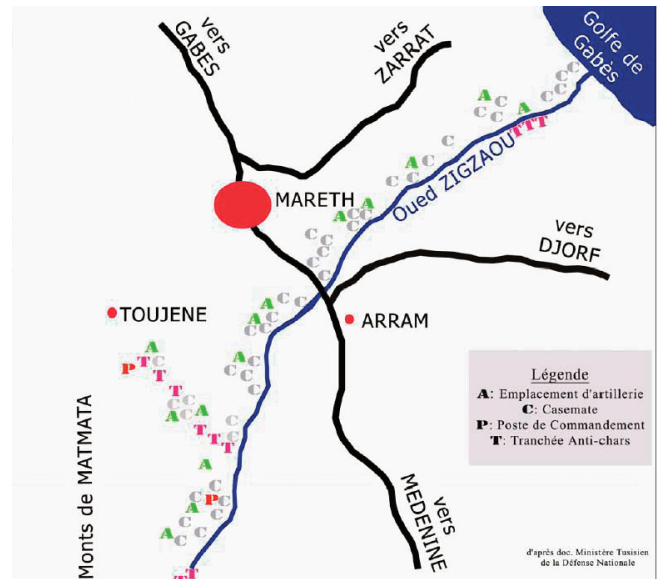 Golfe de
Gabès
vers
GABES
vers
ZARRAT
Oued ZIGZAOU
MARETH
vers
DJORF
TOUJENE
ARRAM
Monts de MATMATA
vers
MEDENINE
Légende
A: Emplacement d'artillerie
C: Casemate
P: Poste de Commandement
T: Tranchée Anti-chars
d'après doc. Ministère Tusisien
de la Défense Nationale